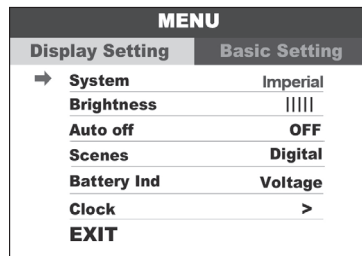 MENU
Display Setting Basic Setting
System Imperial
Brightness |||||
Auto off OFF
Scenes Digital
Battery Ind Voltage
Clock >
EXIT